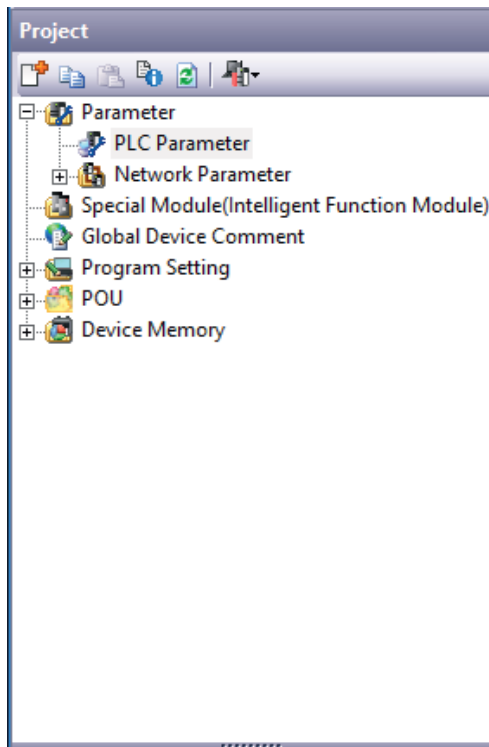 Project
Parameter
PLC Parameter
Network Parameter
Special Module(Intelligent Function Module)
Global Device Comment
Program Setting
POU
Device Memory